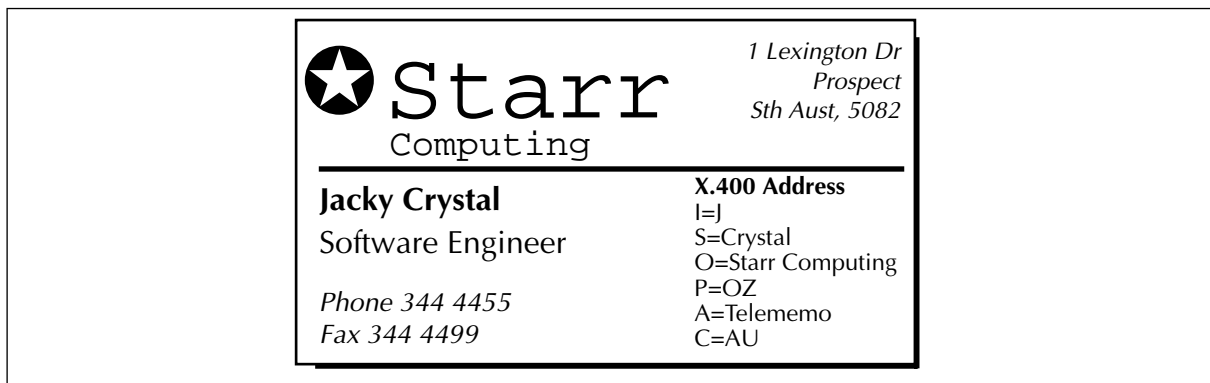 Starr
Computing
1 Lexington Dr
Prospect
Sth Aust, 5082
Jacky Crystal
Software Engineer
Phone 344 4455
Fax 344 4499
X.400 Address
I=J
S=Crystal
O=Starr Computing
P=OZ
A=Telememo
C=AU